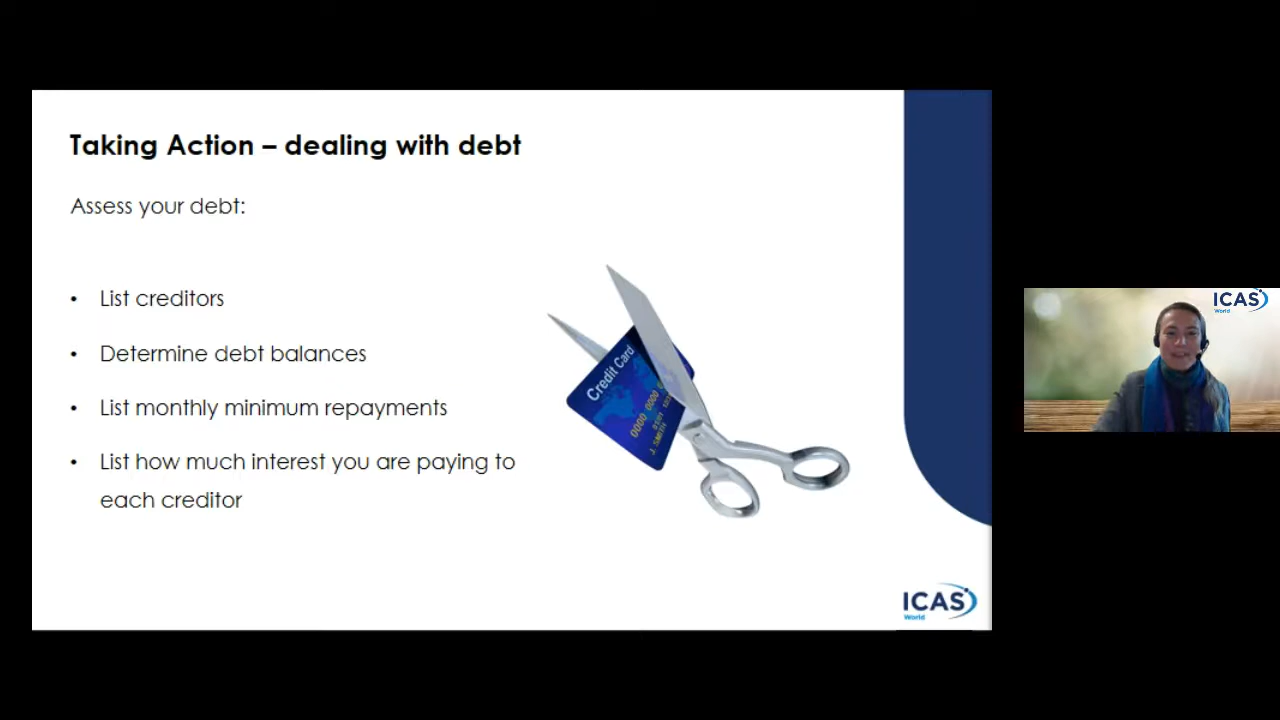 Taking Action – dealing with debt
Assess your debt:
• List creditors
• Determine debt balances
• List monthly minimum repayments
• List how much interest you are paying to
each creditor
Credit Card
0000 0000
J. SMITH
ICAS
World
ICAS
World